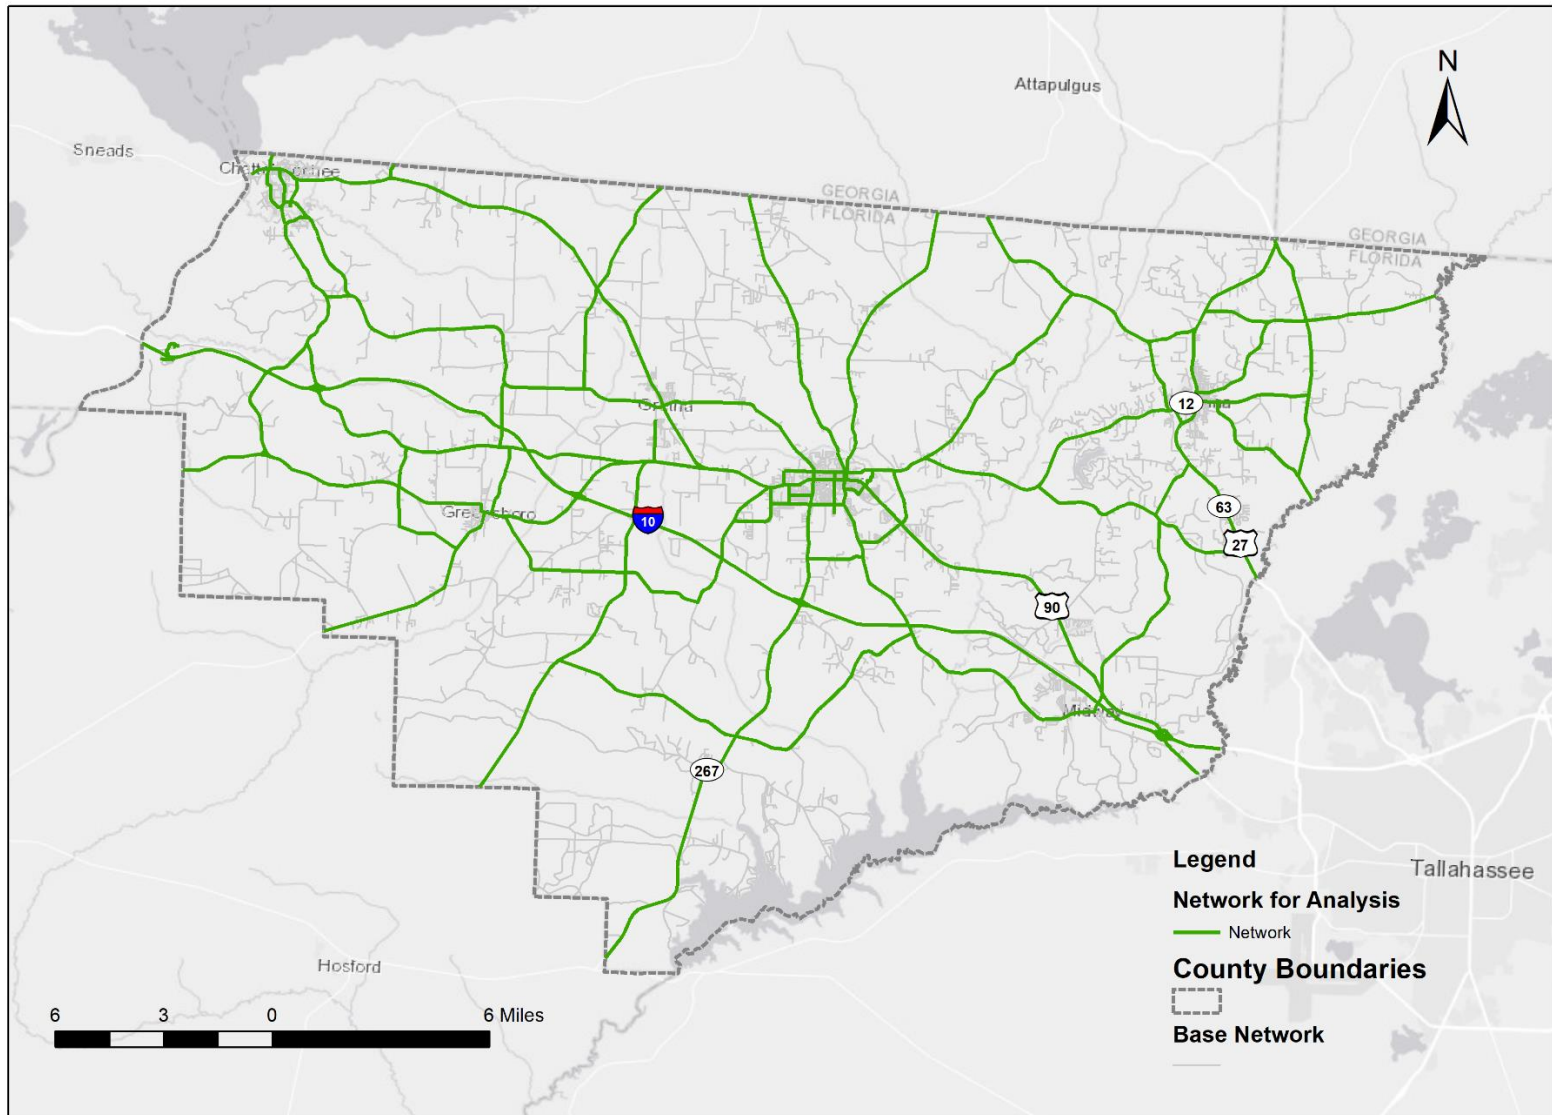 N
Attapulgus
Sneads
GEORGIA
FLORIDA
GEORGIA
FLORIDA
12
63
10
27
90
267
Tallahassee
Hosford
6 3 0 6 Miles
Legend
Network for Analysis
Network
County Boundaries
Base Network